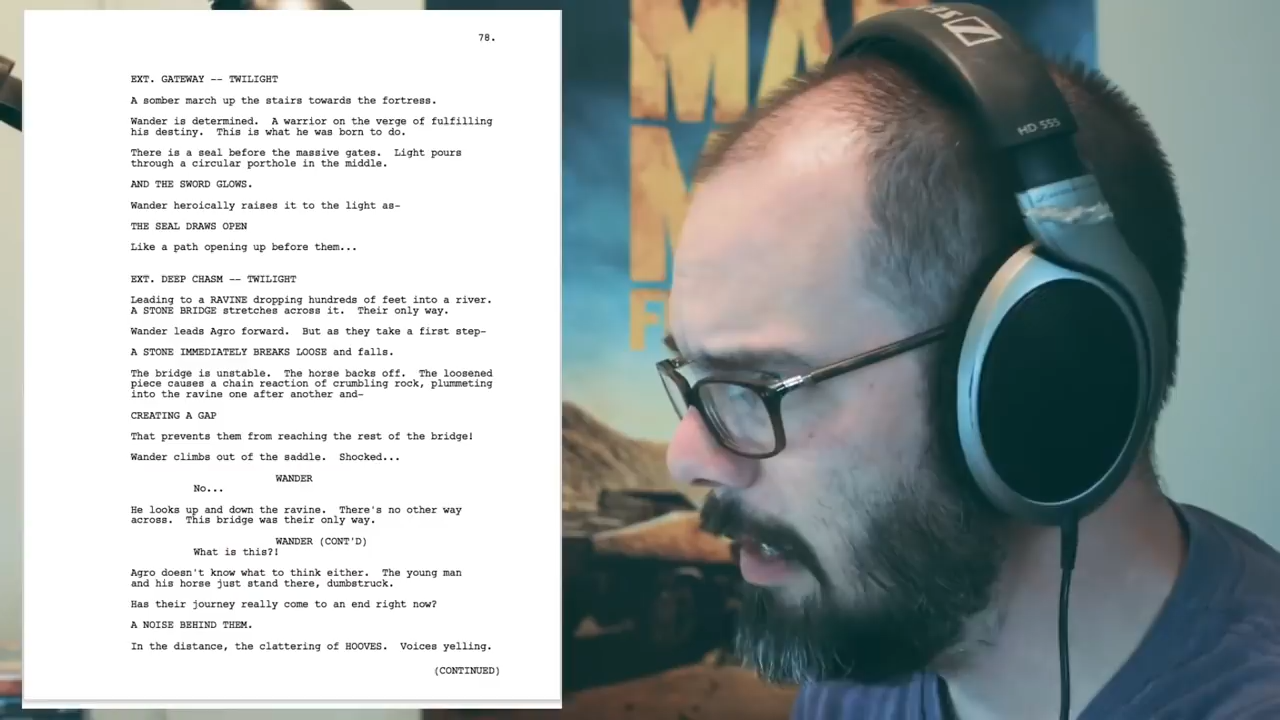 78.
EXT. GATEWAY -- TWILIGHT
A somber march up the stairs towards the fortress.
Wander is determined.  A warrior on the verge of fulfilling
his destiny.  This is what he was born to do.
There is a seal before the massive gates.  Light pours
through a circular porthole in the middle.
AND THE SWORD GLOWS.
Wander heroically raises it to the light as-
THE SEAL DRAWS OPEN
Like a path opening up before them...
EXT. DEEP CHASM -- TWILIGHT
Leading to a RAVINE dropping hundreds of feet into a river.
A STONE BRIDGE stretches across it.  Their only way.
Wander leads Agro forward.  But as they take a first step-
A STONE IMMEDIATELY BREAKS LOOSE and falls.
The bridge is unstable.  The horse backs off.  The loosened
piece causes a chain reaction of crumbling rock, plummeting
into the ravine one after another and-
CREATING A GAP
That prevents them from reaching the rest of the bridge!
Wander climbs out of the saddle.  Shocked...
WANDER
No...
He looks up and down the ravine.  There's no other way
across.  This bridge was their only way.
WANDER (CONT'D)
What is this?!
Agro doesn't know what to think either.  The young man
and his horse just stand there, dumbstruck.
Has their journey really come to an end right now?
A NOISE BEHIND THEM.
In the distance, the clattering of HOOVES.  Voices yelling.
(CONTINUED)
MA
M
F
HD 555